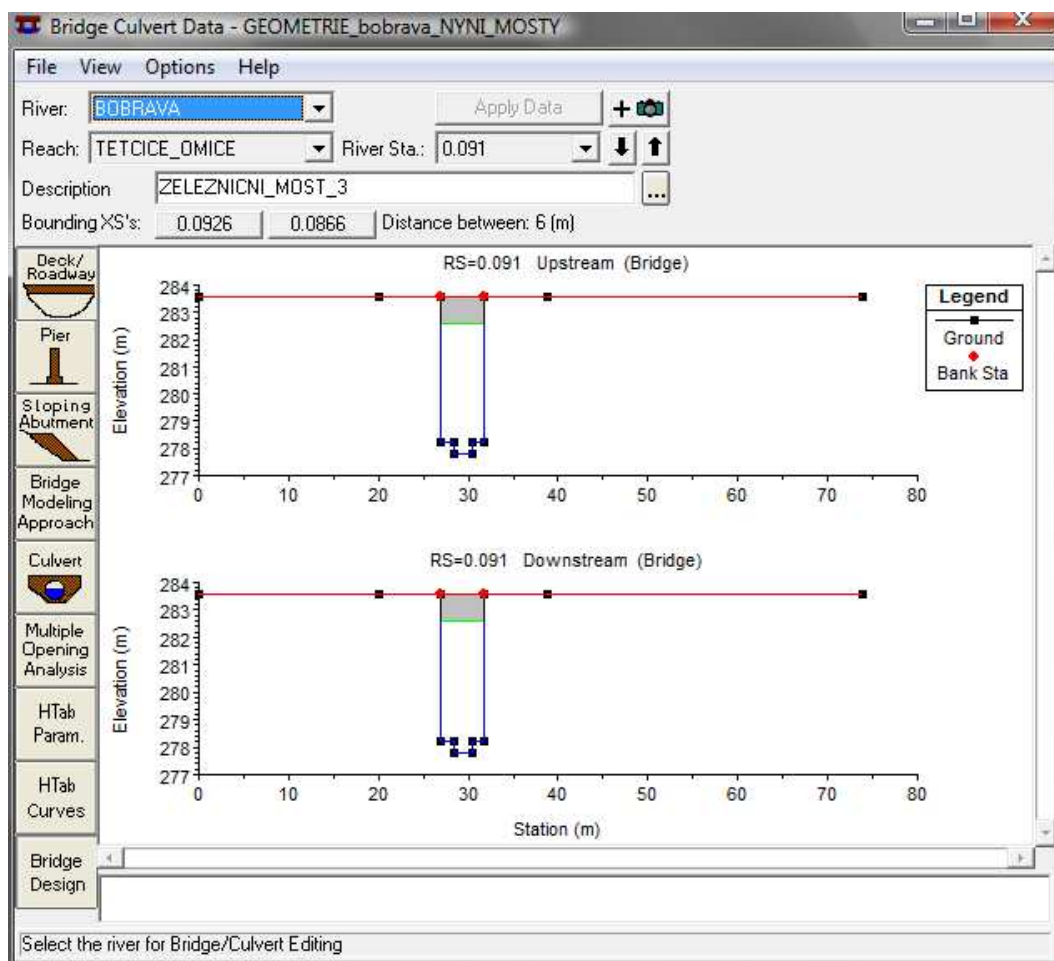 Bridge Culvert Data - GEOMETRIE_bobrava_NYNI_MOSTY
File View Options Help
River: BOBRAVA Apply Data
Reach: TETCICE_OMICE River Sta.: 0.091
Description ZELEZNICNI_MOST_3 ...
Bounding XS's: 0.0926 0.0866 Distance between: 6 (m)
Deck/
Roadway
Pier
Sloping
Abutment
Bridge
Modeling
Approach
Culvert
Multiple
Opening
Analysis
HTab
Param.
HTab
Curves
Bridge
Design
RS=0.091 Upstream (Bridge)
284
283
282
281
280
279
278
277
Elevation (m)
0 10 20 30 40 50 60 70 80
Legend
Ground
Bank Sta
RS=0.091 Downstream (Bridge)
284
283
282
281
280
279
278
277
Elevation (m)
0 10 20 30 40 50 60 70 80
Station (m)
Select the river for Bridge/Culvert Editing